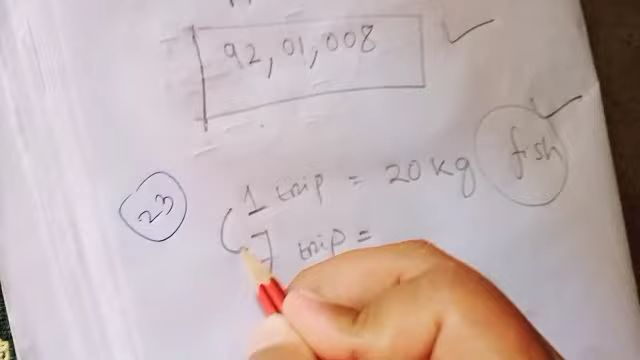 92,01,008
23
1 trip = 20 kg fish
7 trip =